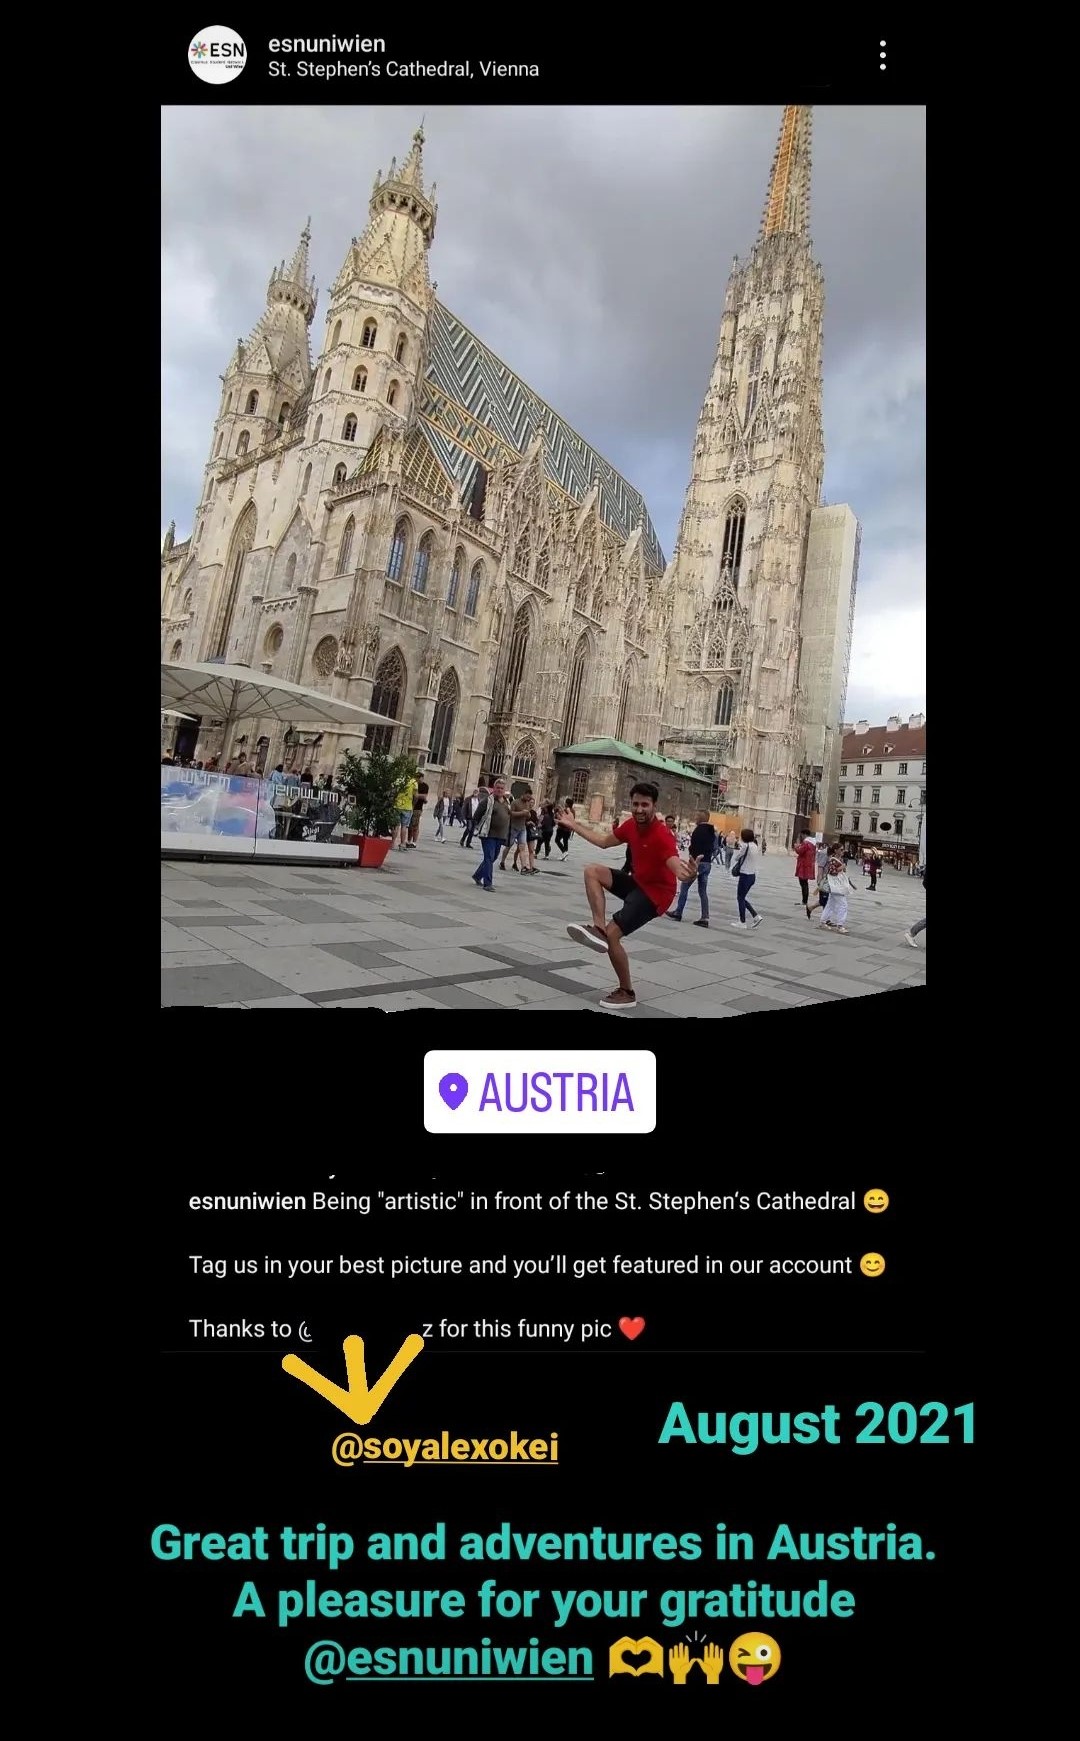 ESN
esnuniwien
St. Stephen's Cathedral, Vienna
Stiegl
AUSTRIA
esnuniwien Being "artistic" in front of the St. Stephen's Cathedral 😄
Tag us in your best picture and you'll get featured in our account 😊
Thanks to @ z for this funny pic ❤️
@soyalexokei
August 2021
Great trip and adventures in Austria.
A pleasure for your gratitude
@esnuniwien 🫶🙌😜